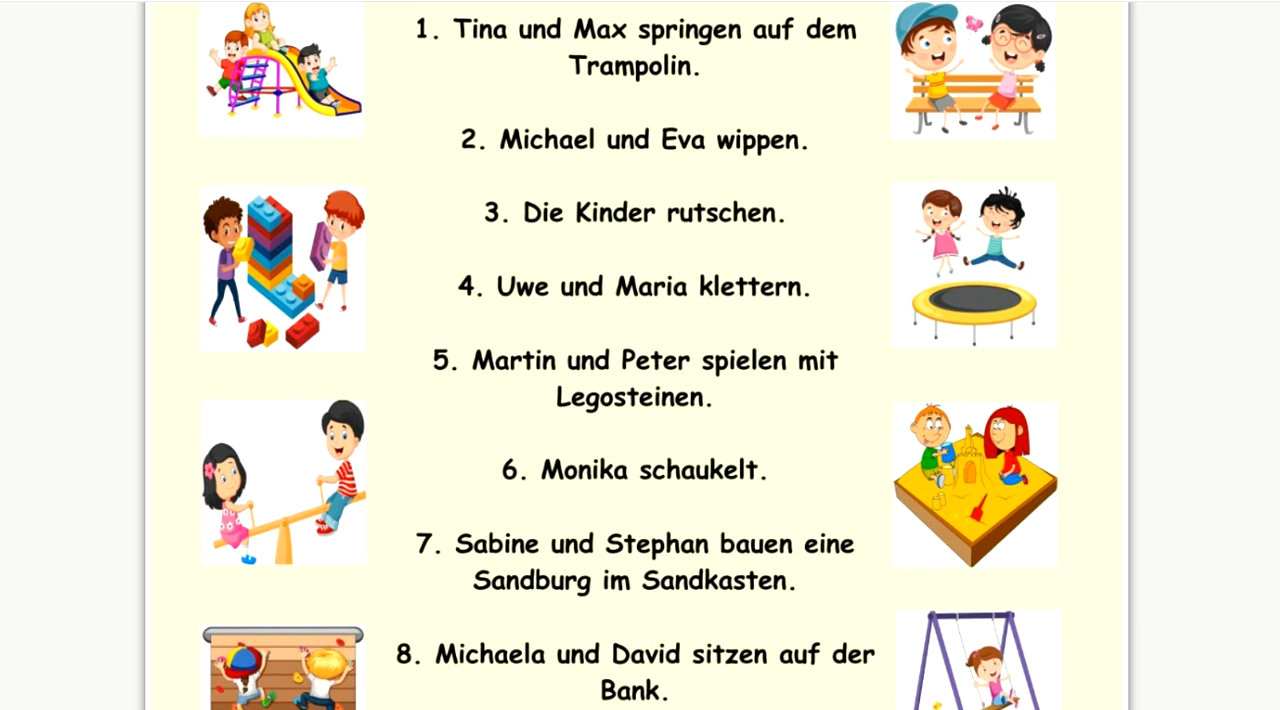 1. Tina und Max springen auf dem
Trampolin.
2. Michael und Eva wippen.
3. Die Kinder rutschen.
4. Uwe und Maria klettern.
5. Martin und Peter spielen mit
Legosteinen.
6. Monika schaukelt.
7. Sabine und Stephan bauen eine
Sandburg im Sandkasten.
8. Michaela und David sitzen auf der
Bank.